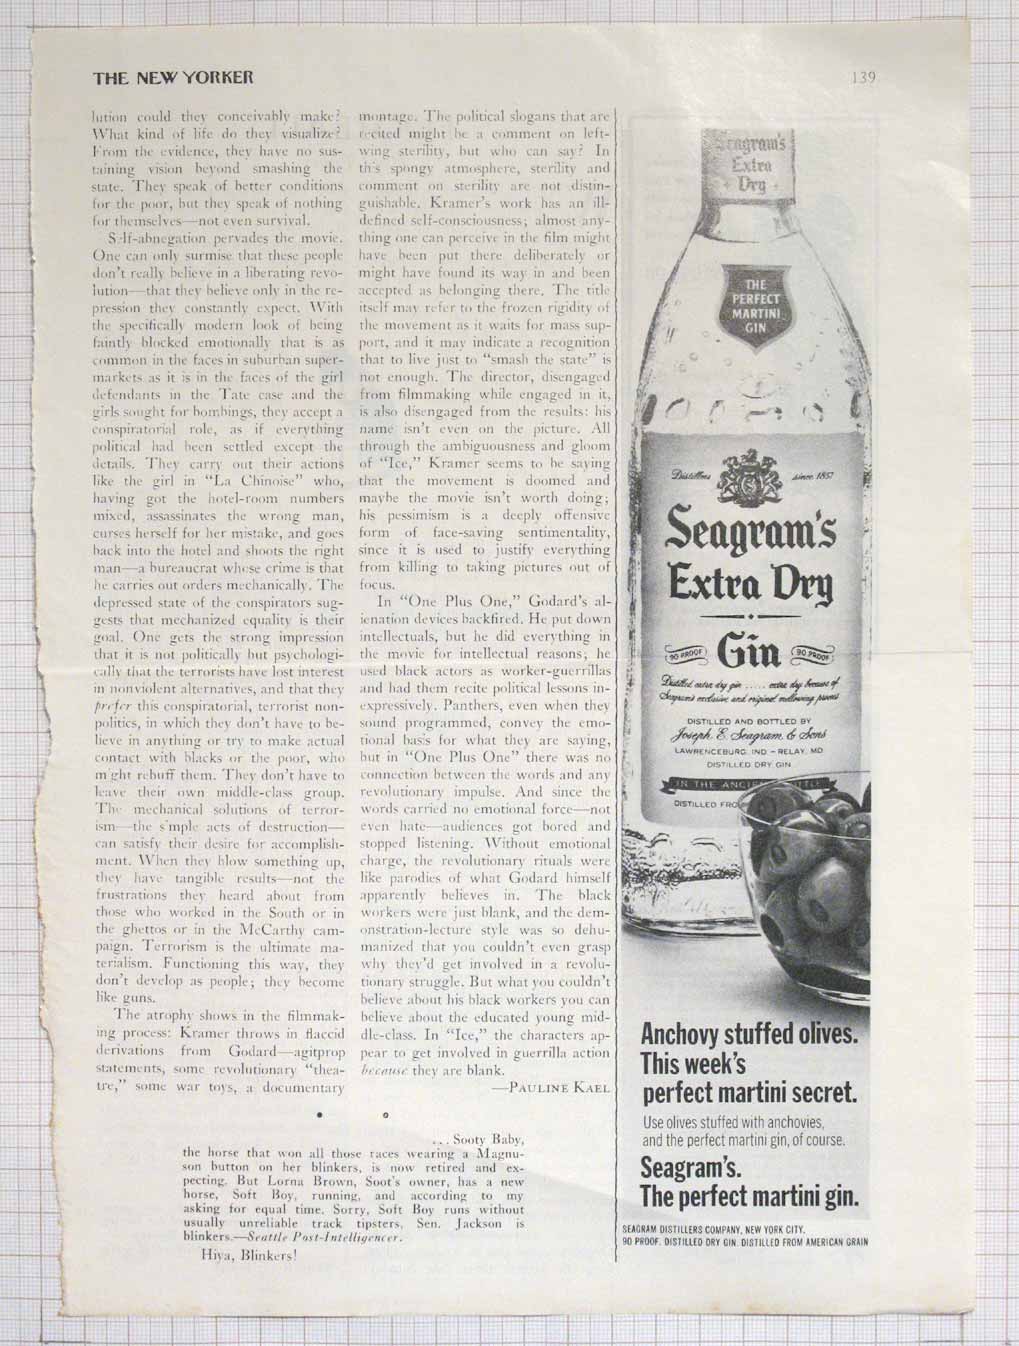 THE NEW YORKER
139
lution could they conceivably make?
What kind of life do they visualize?
From the evidence, they have no sus-
taining vision beyond smashing the
state. They speak of better conditions
for the poor, but they speak of nothing
for themselves—not even survival.
Self-abnegation pervades the movie.
One can only surmise that these people
don't really believe in a liberating revo-
lution—that they believe only in the re-
pression they constantly expect. With
the specifically modern look of being
faintly blocked emotionally that is as
common in the faces in suburban super-
markets as it is in the faces of the girl
defendants in the Tate case and the
girls sought for bombings, they accept a
conspiratorial role, as if everything
political had been settled except the
details. They carry out their actions
like the girl in "La Chinoise" who,
having got the hotel-room numbers
mixed, assassinates the wrong man,
curses herself for her mistake, and goes
back into the hotel and shoots the right
man—a bureaucrat whose crime is that
he carries out orders mechanically. The
depressed state of the conspirators sug-
gests that mechanized equality is their
goal. One gets the strong impression
that it is not politically but psychologi-
cally that the terrorists have lost interest
in nonviolent alternatives, and that they
prefer this conspiratorial, terrorist non-
politics, in which they don't have to be-
lieve in anything or try to make actual
contact with blacks or the poor, who
might rebuff them. They don't have to
leave their own middle-class group.
The mechanical solutions of terror-
ism—the simple acts of destruction—
can satisfy their desire for accomplish-
ment. When they blow something up,
they have tangible results—not the
frustrations they heard about from
those who worked in the South or in
the ghettos or in the McCarthy cam-
paign. Terrorism is the ultimate ma-
terialism. Functioning this way, they
don't develop as people; they become
like guns.
The atrophy shows in the filmmak-
ing process: Kramer throws in flaccid
derivations from Godard—agitprop
statements, some revolutionary "thea-
tre," some war toys, a documentary
montage. The political slogans that are
recited might be a comment on left-
wing sterility, but who can say? In
this spongy atmosphere, sterility and
comment on sterility are not distin-
guishable. Kramer's work has an ill-
defined self-consciousness; almost any-
thing one can perceive in the film might
have been put there deliberately or
might have found its way in and been
accepted as belonging there. The title
itself may refer to the frozen rigidity of
the movement as it waits for mass sup-
port, and it may indicate a recognition
that to live just to "smash the state" is
not enough. The director, disengaged
from filmmaking while engaged in it,
is also disengaged from the results: his
name isn't even on the picture. All
through the ambiguousness and gloom
of "Ice," Kramer seems to be saying
that the movement is doomed and
maybe the movie isn't worth doing;
his pessimism is a deeply offensive
form of face-saving sentimentality,
since it is used to justify everything
from killing to taking pictures out of
focus.
In "One Plus One," Godard's al-
ienation devices backfired. He put down
intellectuals, but he did everything in
the movie for intellectual reasons; he
used black actors as worker-guerrillas
and had them recite political lessons in-
expressively. Panthers, even when they
sound programmed, convey the emo-
tional basis for what they are saying,
but in "One Plus One" there was no
connection between the words and any
revolutionary impulse. And since the
words carried no emotional force—not
even hate—audiences got bored and
stopped listening. Without emotional
charge, the revolutionary rituals were
like parodies of what Godard himself
apparently believes in. The black
workers were just blank, and the dem-
onstration-lecture style was so dehu-
manized that you couldn't even grasp
why they'd get involved in a revolu-
tionary struggle. But what you couldn't
believe about his black workers you can
believe about the educated young mid-
dle-class. In "Ice," the characters ap-
pear to get involved in guerrilla action
because they are blank.
—PAULINE KAEL
... Sooty Baby,
the horse that won all those races wearing a Magnu-
son button on her blinkers, is now retired and ex-
pecting. But Lorna Brown, Soot's owner, has a new
horse, Soft Boy, running, and according to my
asking for equal time. Sorry, Soft Boy runs without
usually unreliable track tipsters, Sen. Jackson is
blinkers.—Seattle Post-Intelligencer.
Hiya, Blinkers!
Seagram's
Extra
Dry
THE
PERFECT
MARTINI
GIN
Distillers since 1857
Seagram's
Extra Dry
Gin
90 PROOF 90 PROOF
Distilled extra dry gin ..... extra dry because of
Seagram's exclusive and original mellowing process
DISTILLED AND BOTTLED BY
Joseph E. Seagram & Sons
LAWRENCEBURG, IND - RELAY, MD
DISTILLED DRY GIN
IN THE ANCIENT BOTTLE
DISTILLED FRO
Anchovy stuffed olives.
This week's
perfect martini secret.
Use olives stuffed with anchovies,
and the perfect martini gin, of course.
Seagram's.
The perfect martini gin.
SEAGRAM DISTILLERS COMPANY, NEW YORK CITY.
90 PROOF. DISTILLED DRY GIN. DISTILLED FROM AMERICAN GRAIN